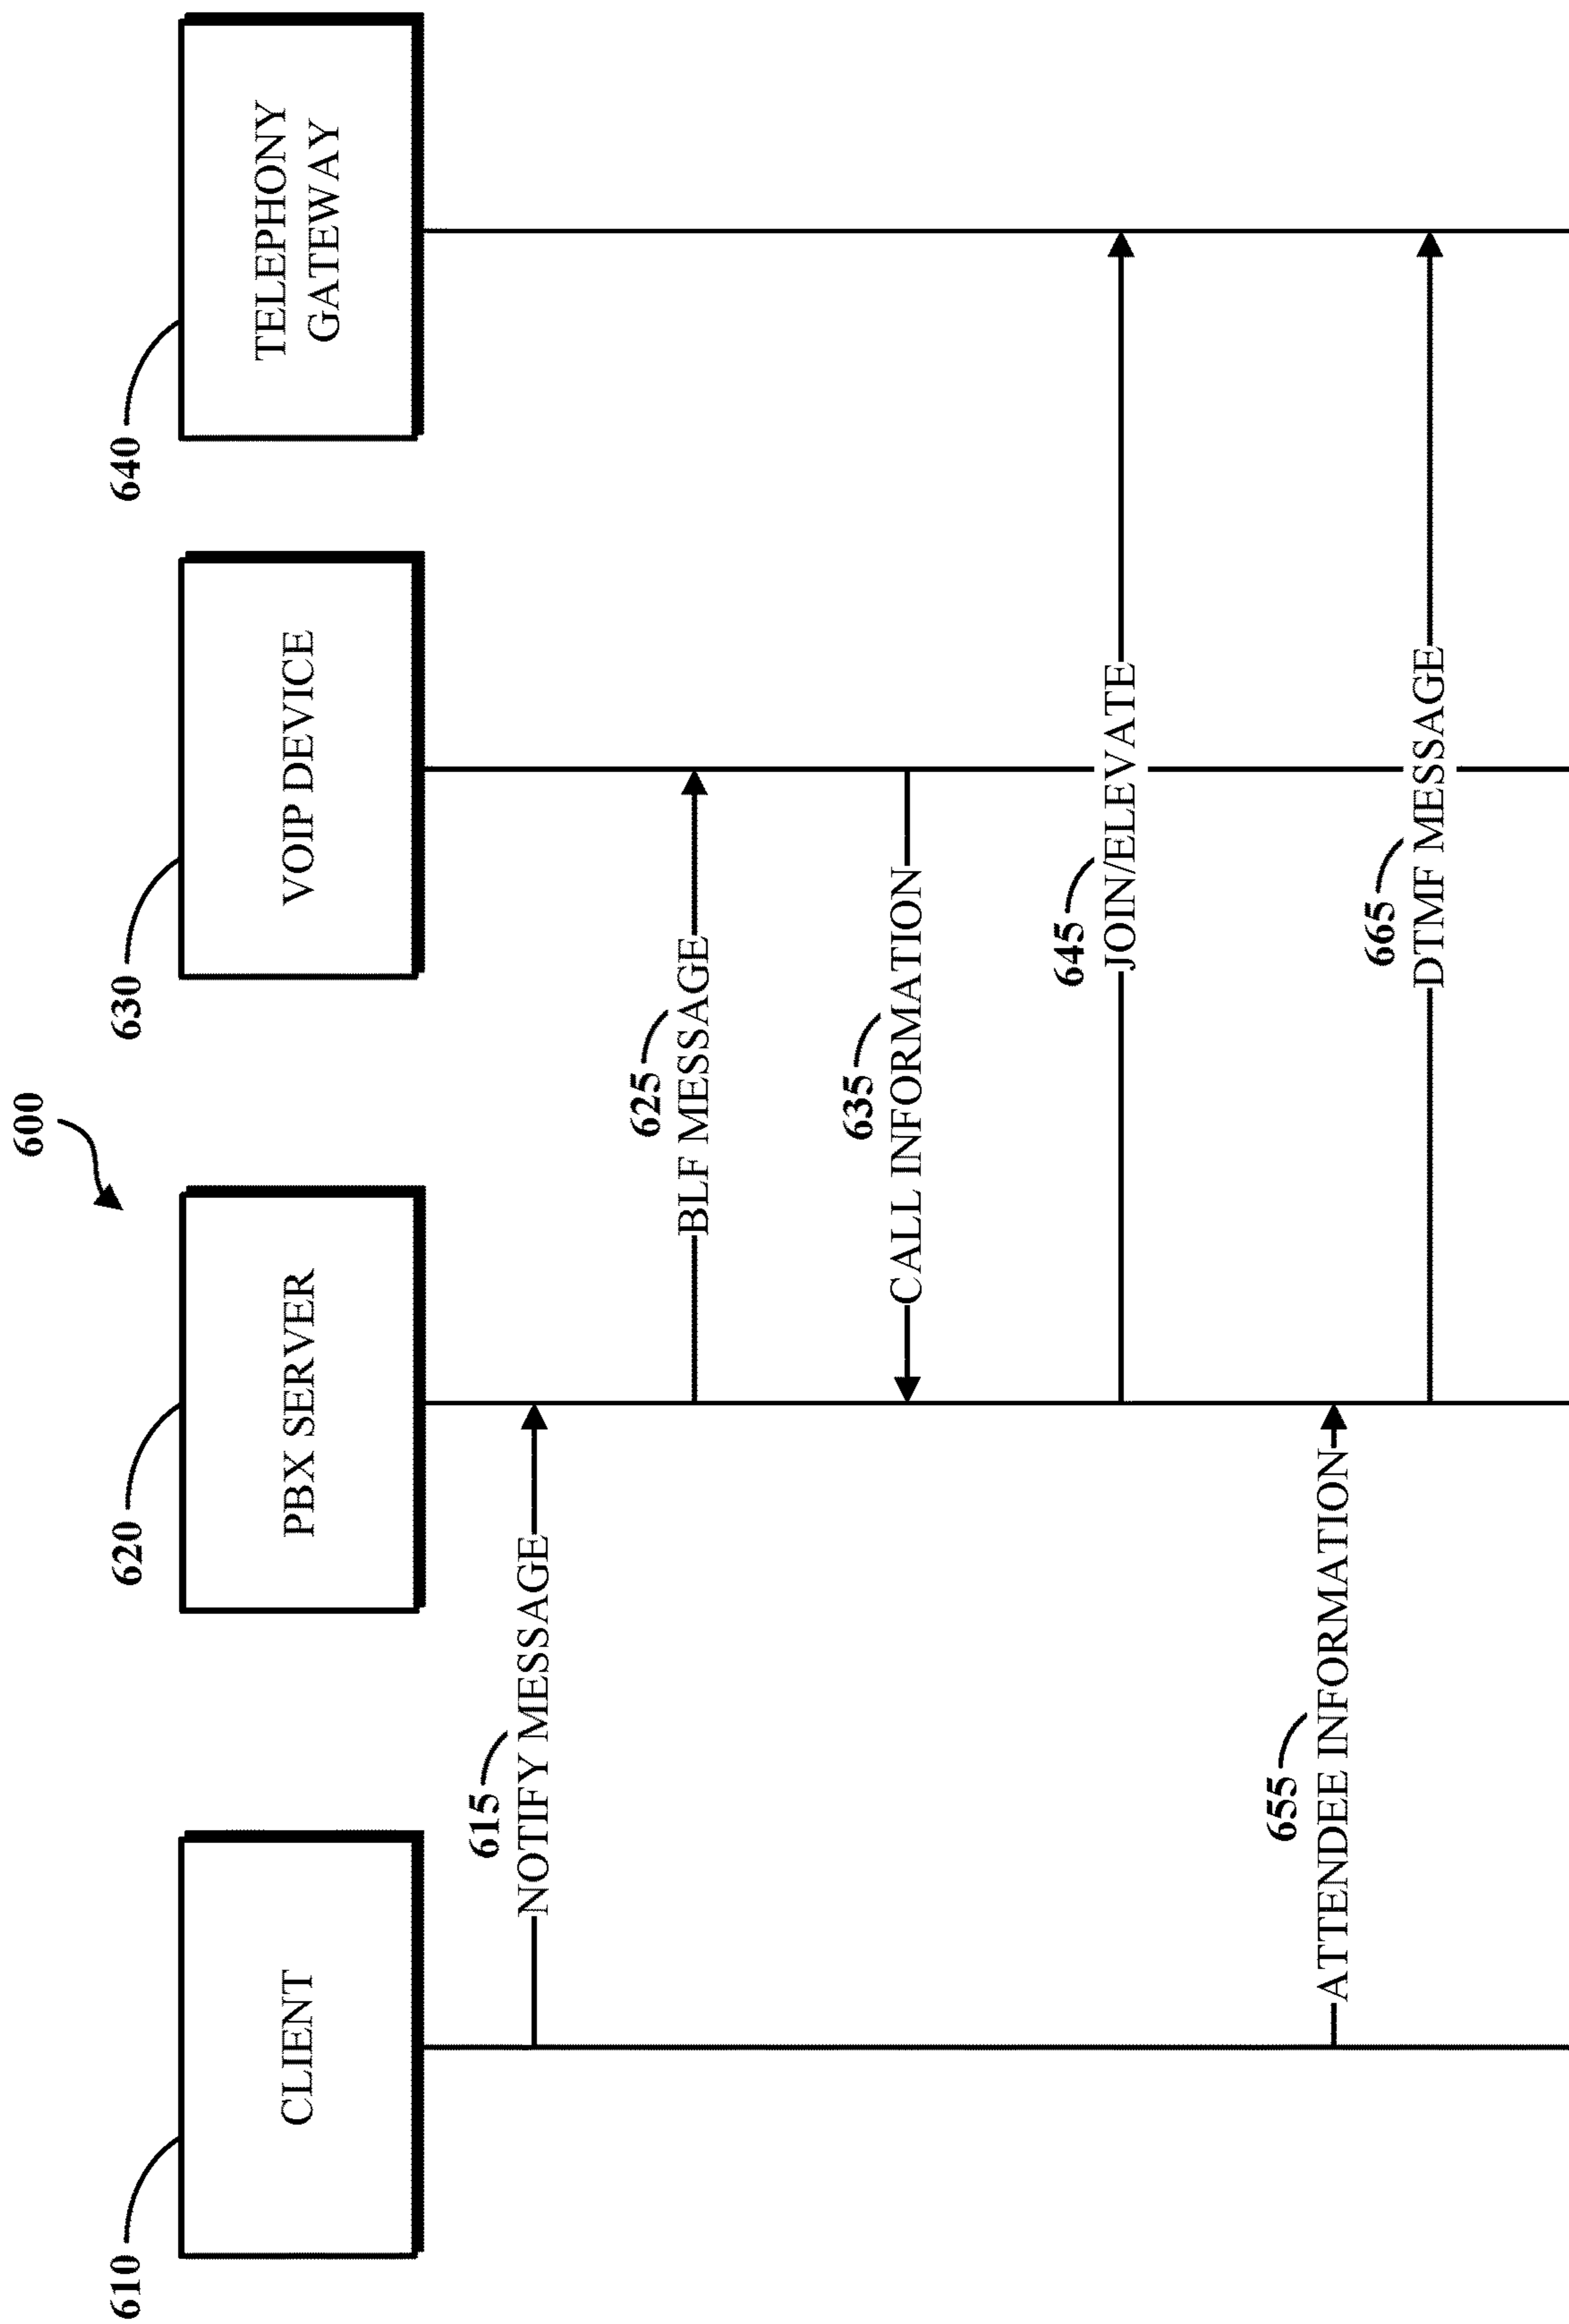 600
610
CLIENT
620
PBX SERVER
630
VOIP DEVICE
640
TELEPHONY
GATEWAY
615
NOTIFY MESSAGE
625
BLF MESSAGE
635
CALL INFORMATION
645
JOIN/ELEVATE
655
ATTENDEE INFORMATION
665
DTMF MESSAGE